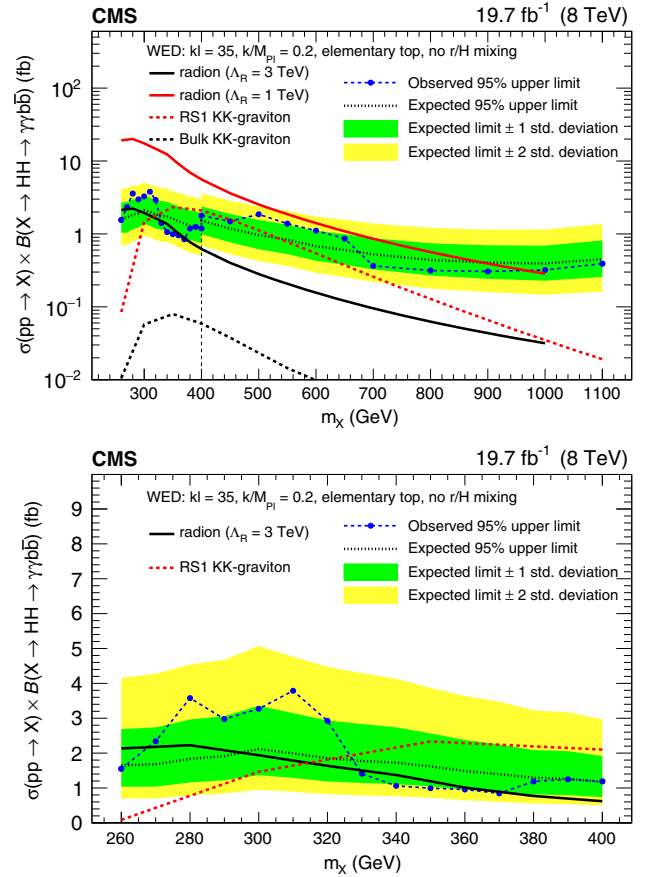 CMS 19.7 fb⁻¹ (8 TeV)
WED: kl = 35, k/M_Pl = 0.2, elementary top, no r/H mixing
radion (Λ_R = 3 TeV)
radion (Λ_R = 1 TeV)
RS1 KK-graviton
Bulk KK-graviton
Observed 95% upper limit
Expected 95% upper limit
Expected limit ± 1 std. deviation
Expected limit ± 2 std. deviation
σ(pp → X) × B(X → HH → γγbb̄) (fb)
10²
10
1
10⁻¹
10⁻²
300 400 500 600 700 800 900 1000 1100
m_X (GeV)
CMS 19.7 fb⁻¹ (8 TeV)
WED: kl = 35, k/M_Pl = 0.2, elementary top, no r/H mixing
radion (Λ_R = 3 TeV)
RS1 KK-graviton
Observed 95% upper limit
Expected 95% upper limit
Expected limit ± 1 std. deviation
Expected limit ± 2 std. deviation
σ(pp → X) × B(X → HH → γγbb̄) (fb)
9
8
7
6
5
4
3
2
1
0
260 280 300 320 340 360 380 400
m_X (GeV)